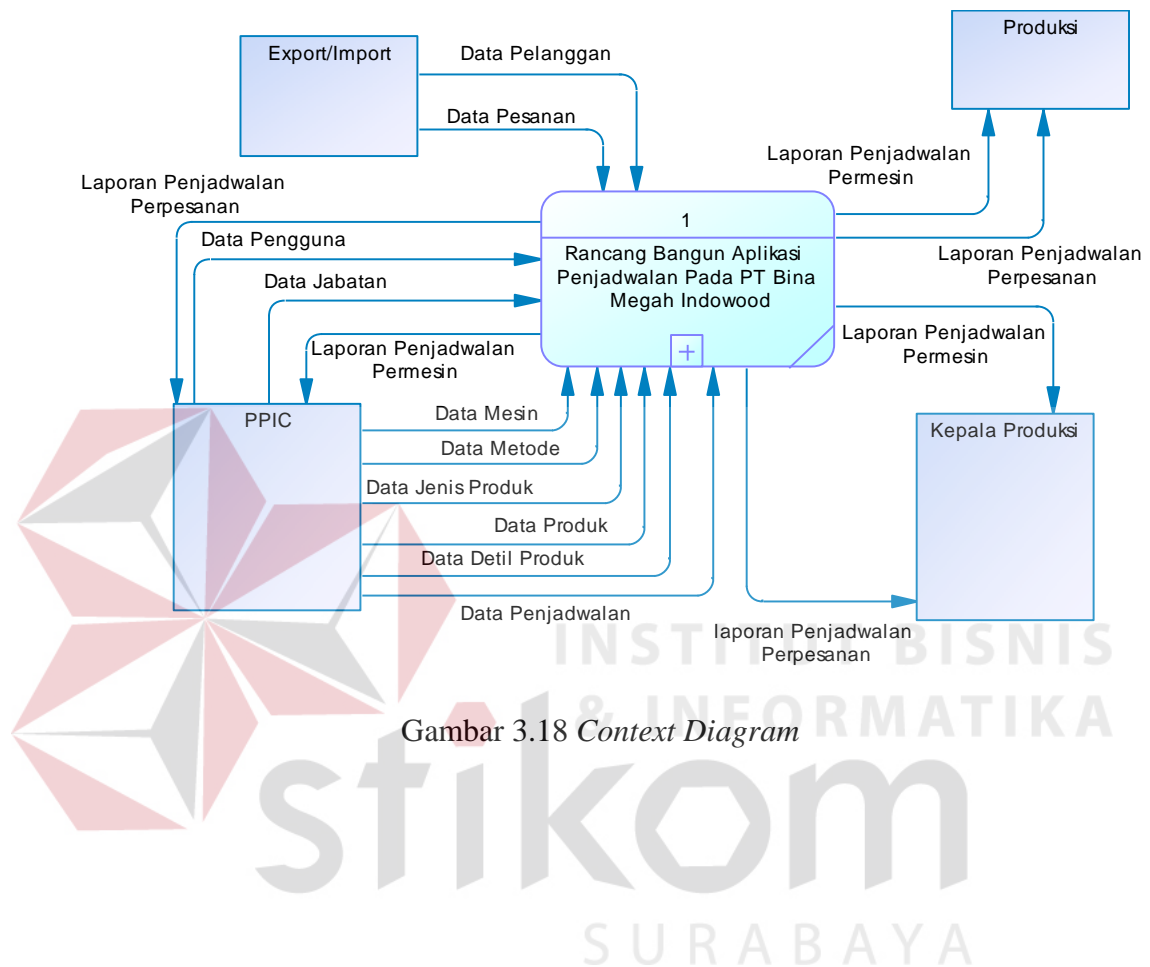 Produksi
Export/Import
Data Pelanggan
Data Pesanan
Laporan Penjadwalan
Permesin
Laporan Penjadwalan
Perpesanan
1
Data Pengguna
Rancang Bangun Aplikasi
Penjadwalan Pada PT Bina
Megah Indowood
Laporan Penjadwalan
Perpesanan
Data Jabatan
Laporan Penjadwalan
Permesin
Laporan Penjadwalan
Permesin
PPIC
Data Mesin
Kepala Produksi
Data Metode
Data Jenis Produk
Data Produk
Data Detil Produk
Data Penjadwalan
laporan Penjadwalan
Perpesanan
INSTITUT BISNIS
& INFORMATIKA
Gambar 3.18 Context Diagram
stikom
SURABAYA